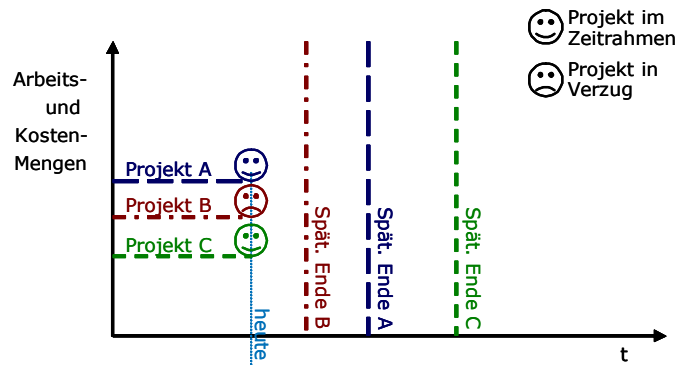 Projekt im
Zeitrahmen
Projekt in
Verzug
Arbeits-
und
Kosten-
Mengen
Projekt A
Projekt B
Projekt C
Spät. Ende B
Spät. Ende A
Spät. Ende C
heute
t